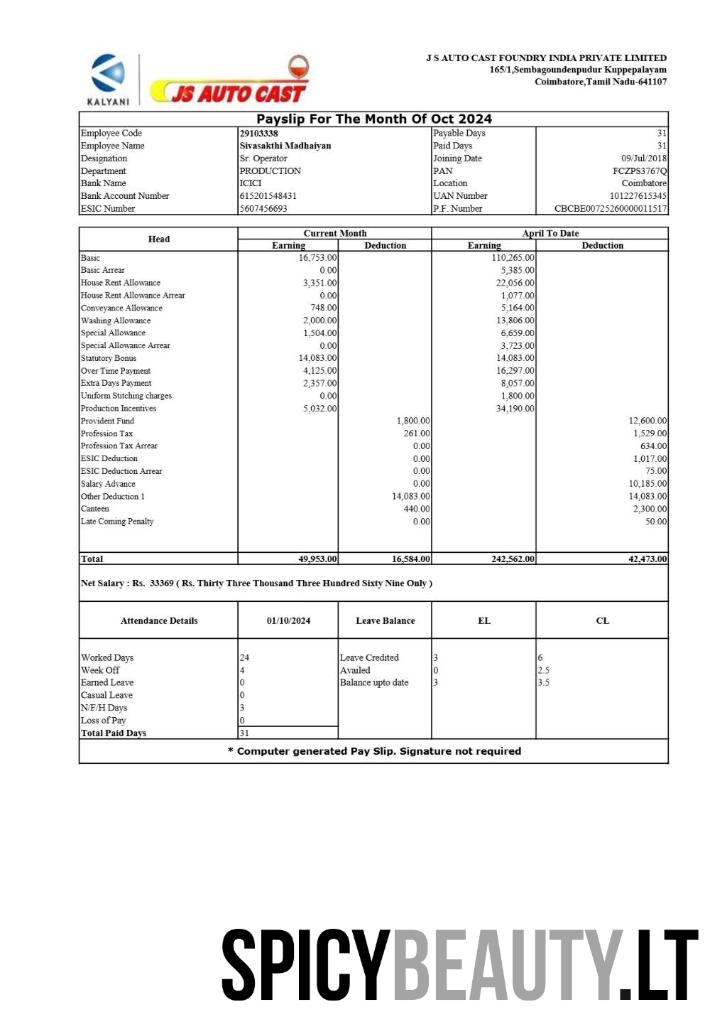 J S AUTO CAST FOUNDRY INDIA PRIVATE LIMITED
165/1,Sembagoundenpudur Kuppepalayam
Coimbatore,Tamil Nadu-641107
KALYANI
JS AUTO CAST
Payslip For The Month Of Oct 2024
Employee Code 29103338 Payable Days 31
Employee Name Sivasakthi Madhaiyan Paid Days 31
Designation Sr. Operator Joining Date 09/Jul/2018
Department PRODUCTION PAN FCZPS3767Q
Bank Name ICICI Location Coimbatore
Bank Account Number 615201548431 UAN Number 101227615345
ESIC Number 5607456693 P.F. Number CBCBE00725260000011517
Head Current Month April To Date
Earning Deduction Earning Deduction
Basic 16,753.00 110,265.00
Basic Arrear 0.00 5,385.00
House Rent Allowance 3,351.00 22,056.00
House Rent Allowance Arrear 0.00 1,077.00
Conveyance Allowance 748.00 5,164.00
Washing Allowance 2,000.00 13,806.00
Special Allowance 1,504.00 6,659.00
Special Allowance Arrear 0.00 3,723.00
Statutory Bonus 14,083.00 14,083.00
Over Time Payment 4,125.00 16,297.00
Extra Days Payment 2,357.00 8,057.00
Uniform Stitching charges 0.00 1,800.00
Production Incentives 5,032.00 34,190.00
Provident Fund 1,800.00 12,600.00
Profession Tax 261.00 1,529.00
Profession Tax Arrear 0.00 634.00
ESIC Deduction 0.00 1,017.00
ESIC Deduction Arrear 0.00 75.00
Salary Advance 0.00 10,185.00
Other Deduction 1 14,083.00 14,083.00
Canteen 440.00 2,300.00
Late Coming Penalty 0.00 50.00
Total 49,953.00 16,584.00 242,562.00 42,473.00
Net Salary : Rs. 33369 ( Rs. Thirty Three Thousand Three Hundred Sixty Nine Only )
Attendance Details 01/10/2024 Leave Balance EL CL
Worked Days 24 Leave Credited 3 6
Week Off 4 Availed 0 2.5
Earned Leave 0 Balance upto date 3 3.5
Casual Leave 0
N/F/H Days 3
Loss of Pay 0
Total Paid Days 31
* Computer generated Pay Slip. Signature not required
SPICYBEAUTY.LT